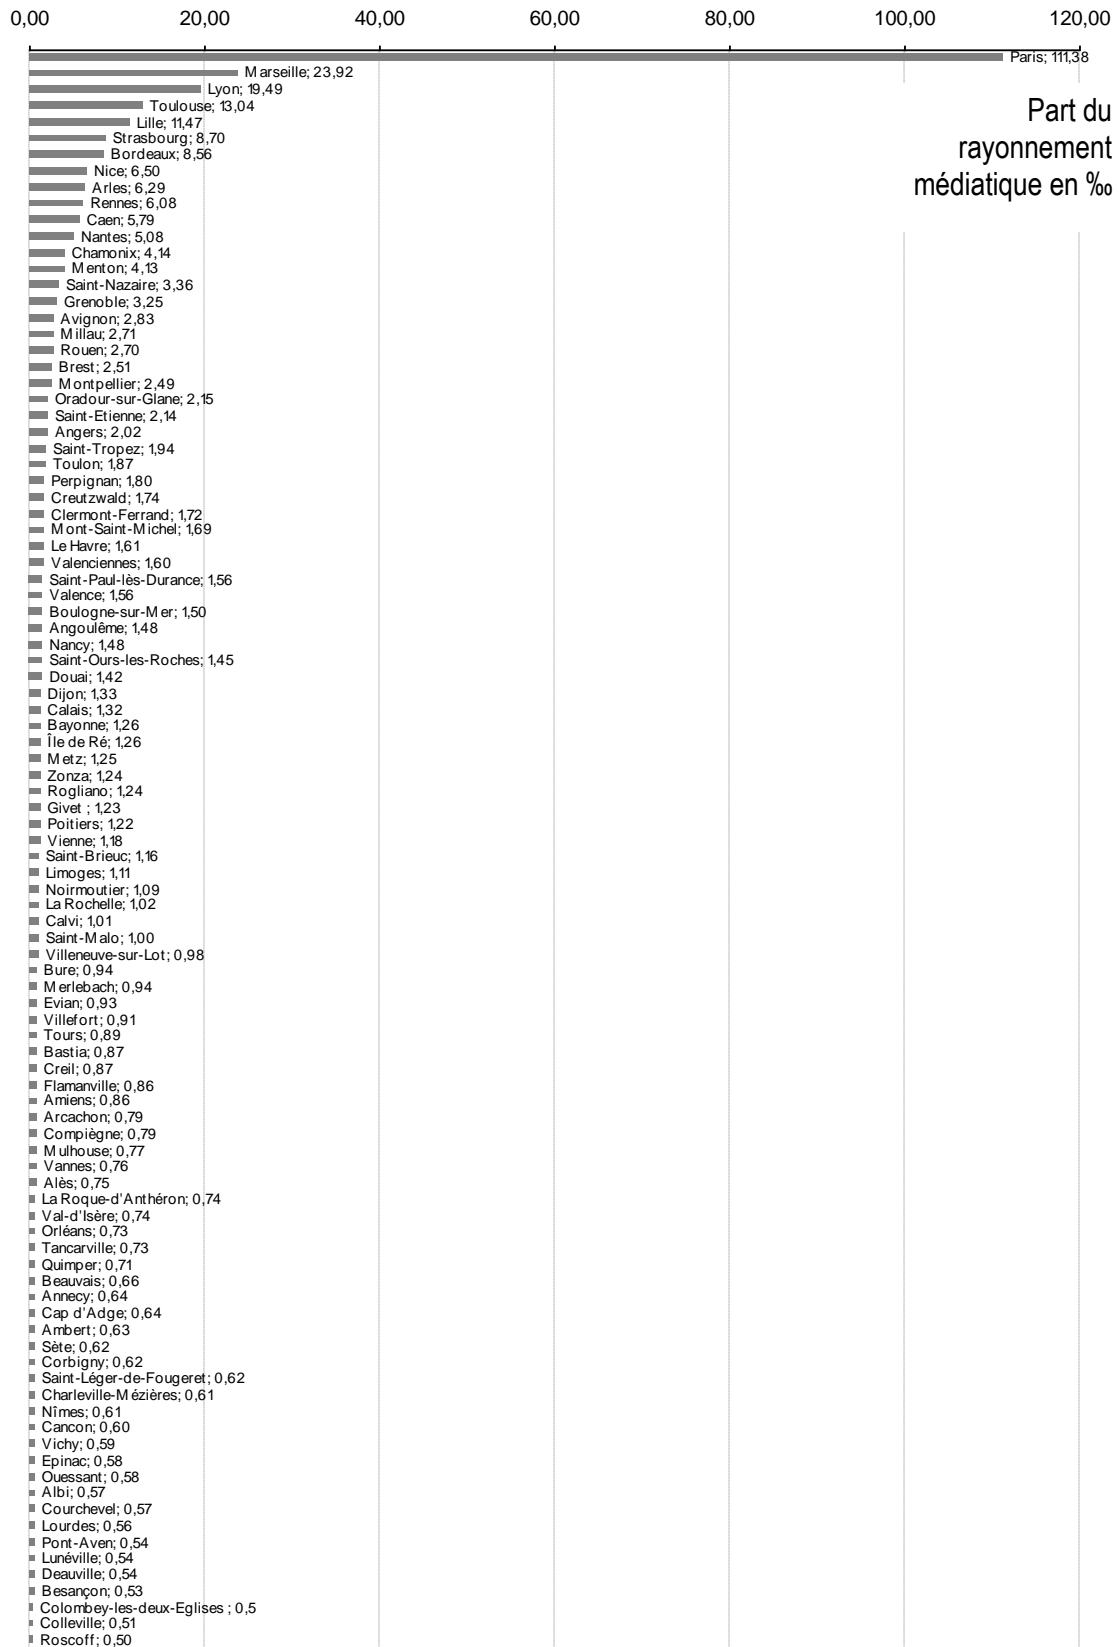 0,00 20,00 40,00 60,00 80,00 100,00 120,00
Paris; 111,38
Marseille; 23,92
Lyon; 19,49
Toulouse; 13,04
Lille; 11,47
Strasbourg; 8,70
Bordeaux; 8,56
Nice; 6,50
Arles; 6,29
Rennes; 6,08
Caen; 5,79
Nantes; 5,08
Chamonix; 4,14
Menton; 4,13
Saint-Nazaire; 3,36
Grenoble; 3,25
Avignon; 2,83
Millau; 2,71
Rouen; 2,70
Brest; 2,51
Montpellier; 2,49
Oradour-sur-Glane; 2,15
Saint-Etienne; 2,14
Angers; 2,02
Saint-Tropez; 1,94
Toulon; 1,87
Perpignan; 1,80
Creutzwald; 1,74
Clermont-Ferrand; 1,72
Mont-Saint-Michel; 1,69
Le Havre; 1,61
Valenciennes; 1,60
Saint-Paul-lès-Durance; 1,56
Valence; 1,56
Boulogne-sur-Mer; 1,50
Angoulême; 1,48
Nancy; 1,48
Saint-Ours-les-Roches; 1,45
Douai; 1,42
Dijon; 1,33
Calais; 1,32
Bayonne; 1,26
Île de Ré; 1,26
Metz; 1,25
Zonza; 1,24
Rogliano; 1,24
Givet ; 1,23
Poitiers; 1,22
Vienne; 1,18
Saint-Brieuc; 1,16
Limoges; 1,11
Noirmoutier; 1,09
La Rochelle; 1,02
Calvi; 1,01
Saint-Malo; 1,00
Villeneuve-sur-Lot; 0,98
Bure; 0,94
Merlebach; 0,94
Evian; 0,93
Villefort; 0,91
Tours; 0,89
Bastia; 0,87
Creil; 0,87
Flamanville; 0,86
Amiens; 0,86
Arcachon; 0,79
Compiègne; 0,79
Mulhouse; 0,77
Vannes; 0,76
Alès; 0,75
La Roque-d'Anthéron; 0,74
Val-d'Isère; 0,74
Orléans; 0,73
Tancarville; 0,73
Quimper; 0,71
Beauvais; 0,66
Annecy; 0,64
Cap d'Adge; 0,64
Ambert; 0,63
Sète; 0,62
Corbigny; 0,62
Saint-Léger-de-Fougeret; 0,62
Charleville-Mézières; 0,61
Nîmes; 0,61
Cancon; 0,60
Vichy; 0,59
Epinac; 0,58
Ouessant; 0,58
Albi; 0,57
Courchevel; 0,57
Lourdes; 0,56
Pont-Aven; 0,54
Lunéville; 0,54
Deauville; 0,54
Besançon; 0,53
Colombey-les-deux-Eglises ; 0,5
Colleville; 0,51
Roscoff; 0,50
Part du
rayonnement
médiatique en ‰